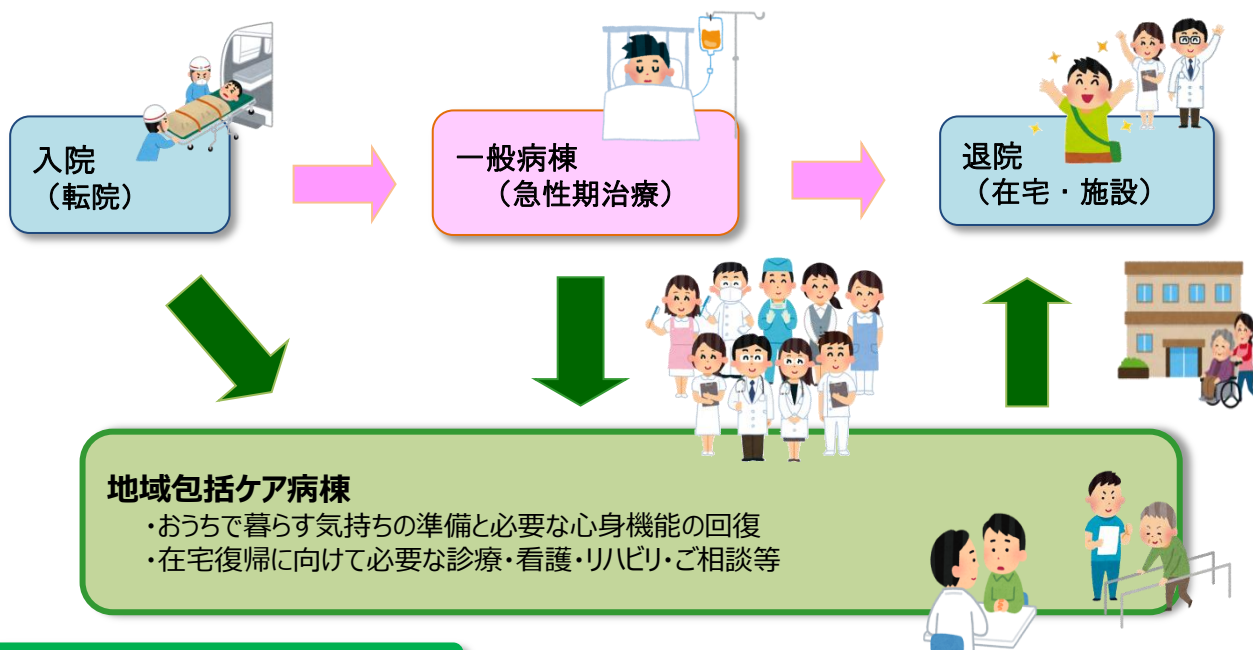 入院
（転院）
一般病棟
（急性期治療）
退院
（在宅・施設）
地域包括ケア病棟
・おうちで暮らす気持ちの準備と必要な心身機能の回復
・在宅復帰に向けて必要な診療・看護・リハビリ・ご相談等